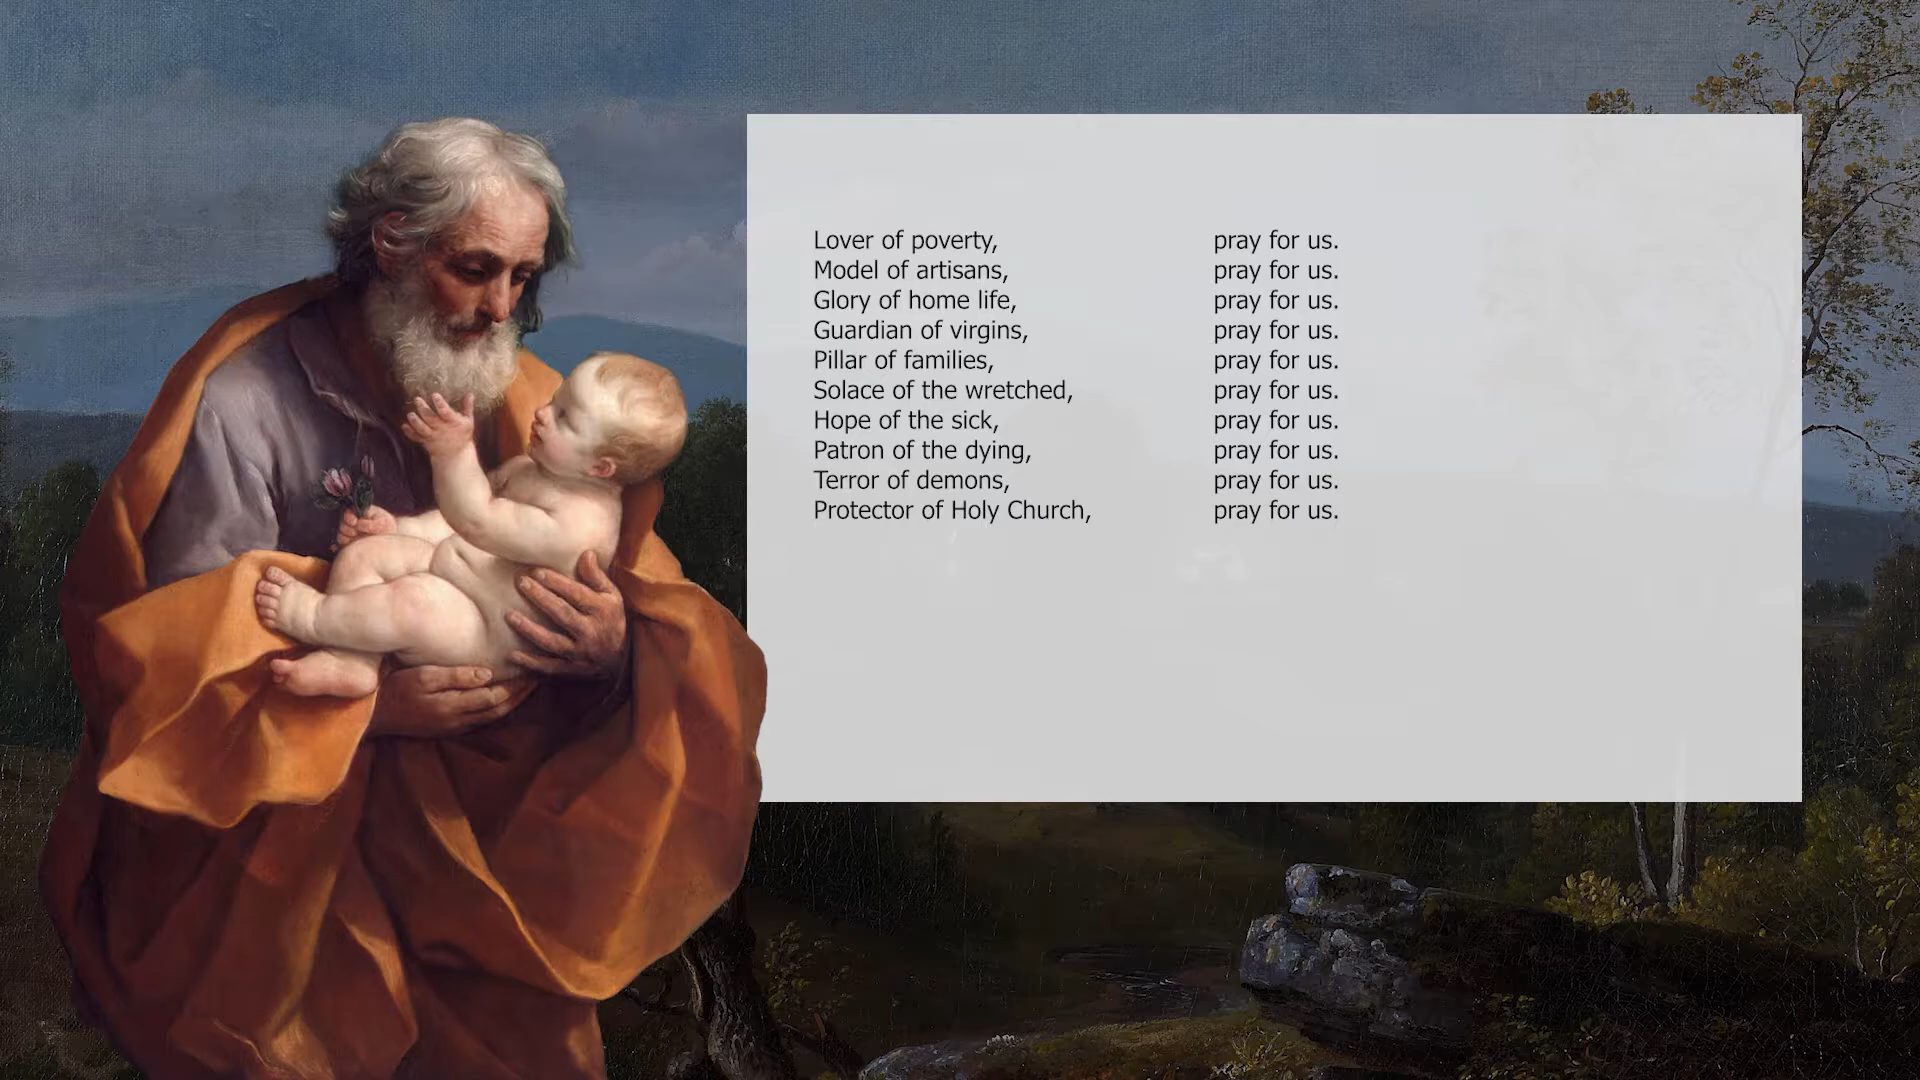 Lover of poverty, pray for us.
Model of artisans, pray for us.
Glory of home life, pray for us.
Guardian of virgins, pray for us.
Pillar of families, pray for us.
Solace of the wretched, pray for us.
Hope of the sick, pray for us.
Patron of the dying, pray for us.
Terror of demons, pray for us.
Protector of Holy Church, pray for us.